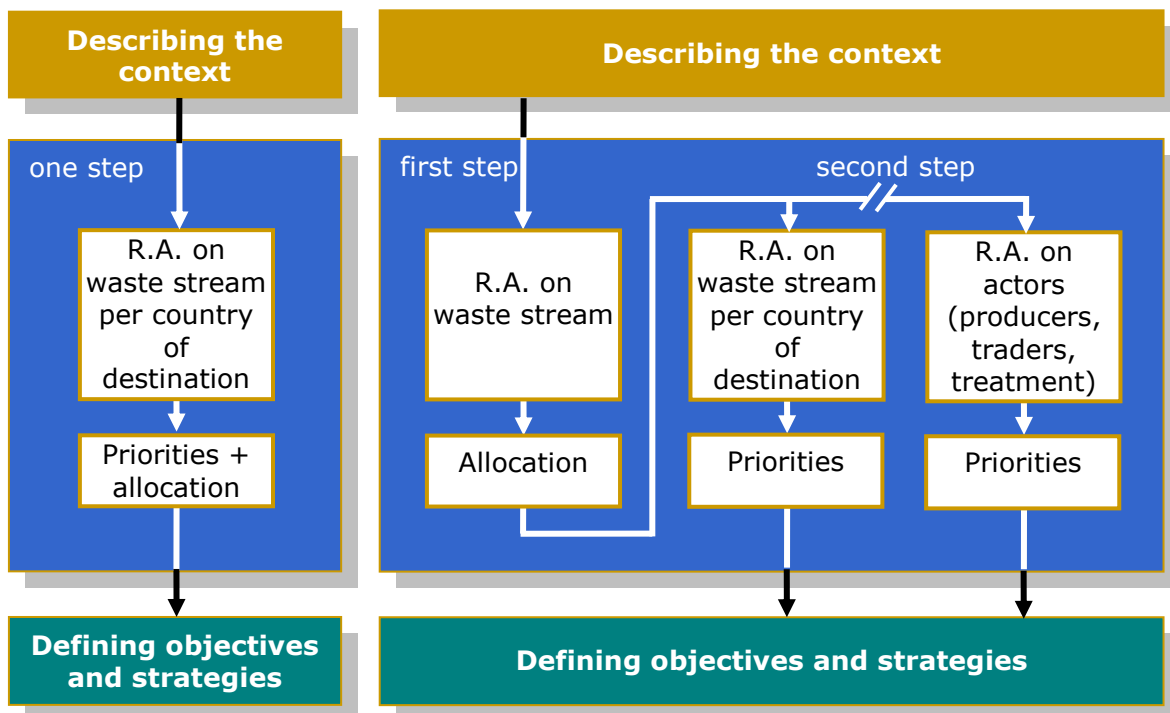 Describing the
context
one step
R.A. on
waste stream
per country
of
destination
Priorities +
allocation
Defining objectives
and strategies
Describing the context
first step
second step
R.A. on
waste stream
Allocation
R.A. on
waste stream
per country
of
destination
Priorities
R.A. on
actors
(producers,
traders,
treatment)
Priorities
Defining objectives and strategies